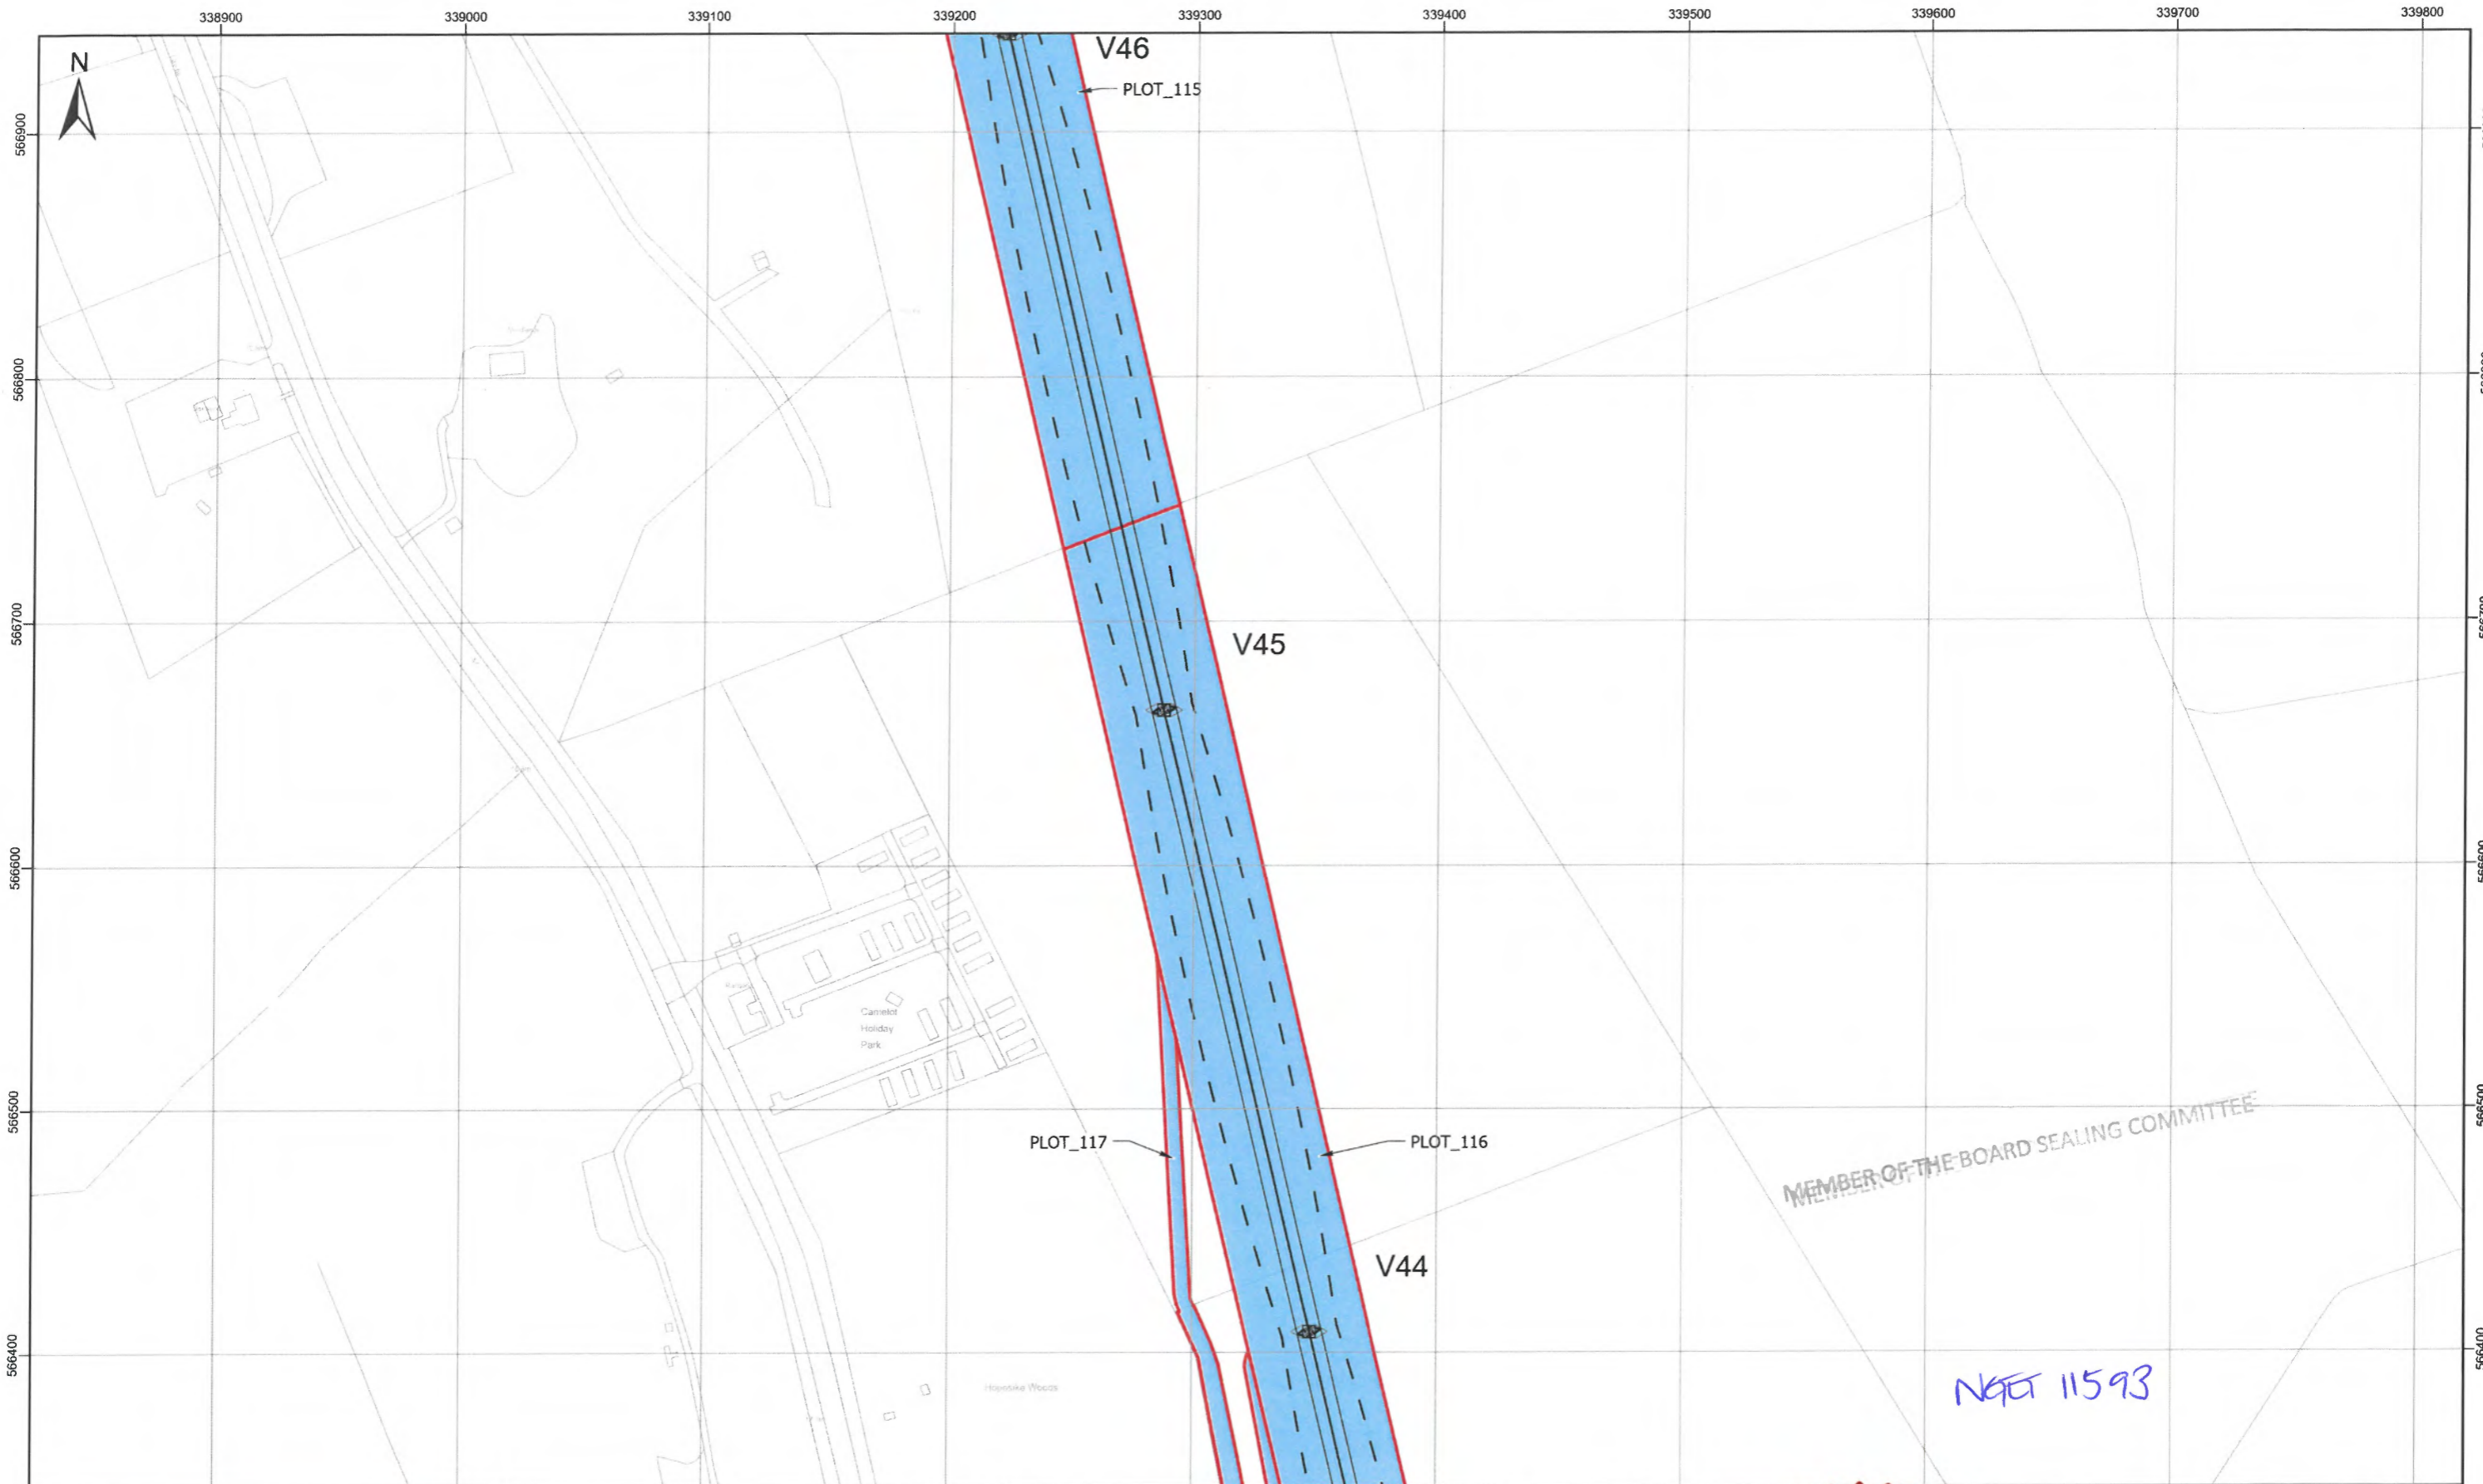 338900 339000 339100 339200 339300 339400 339500 339600 339700 339800
N
V46
PLOT_115
566900
566800
566700
V45
566600
Camelot
Holiday
Park
566500
PLOT_117
PLOT_116
MEMBER OF THE BOARD SEALING COMMITTEE
V44
566400
566400
NGET 11593